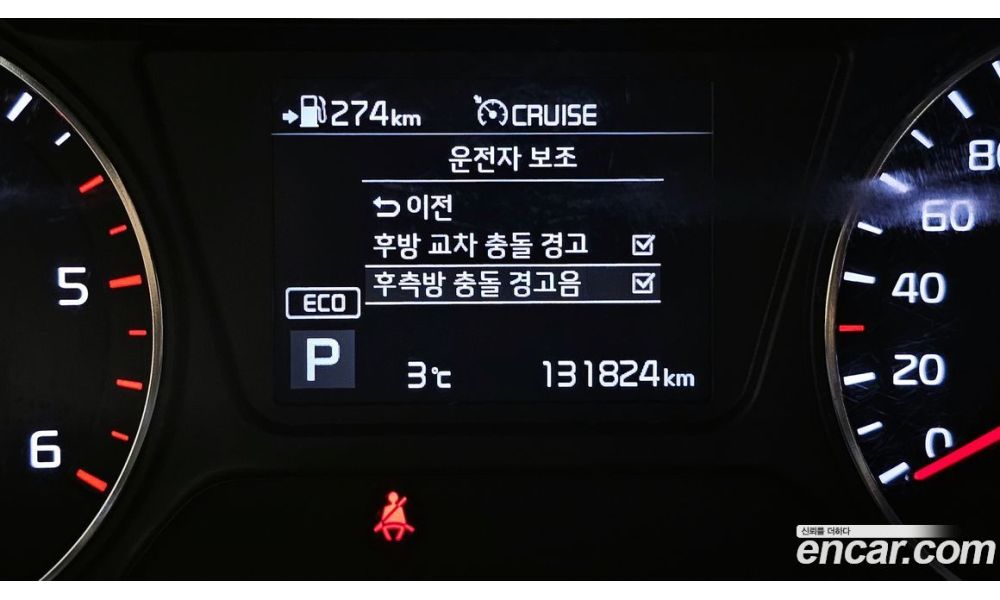 274km CRUISE
운전자 보조
이전
후방 교차 충돌 경고
후측방 충돌 경고음
ECO
P
3℃ 131824km
5
6
80
60
40
20
0
신뢰를 더하다
encar.com